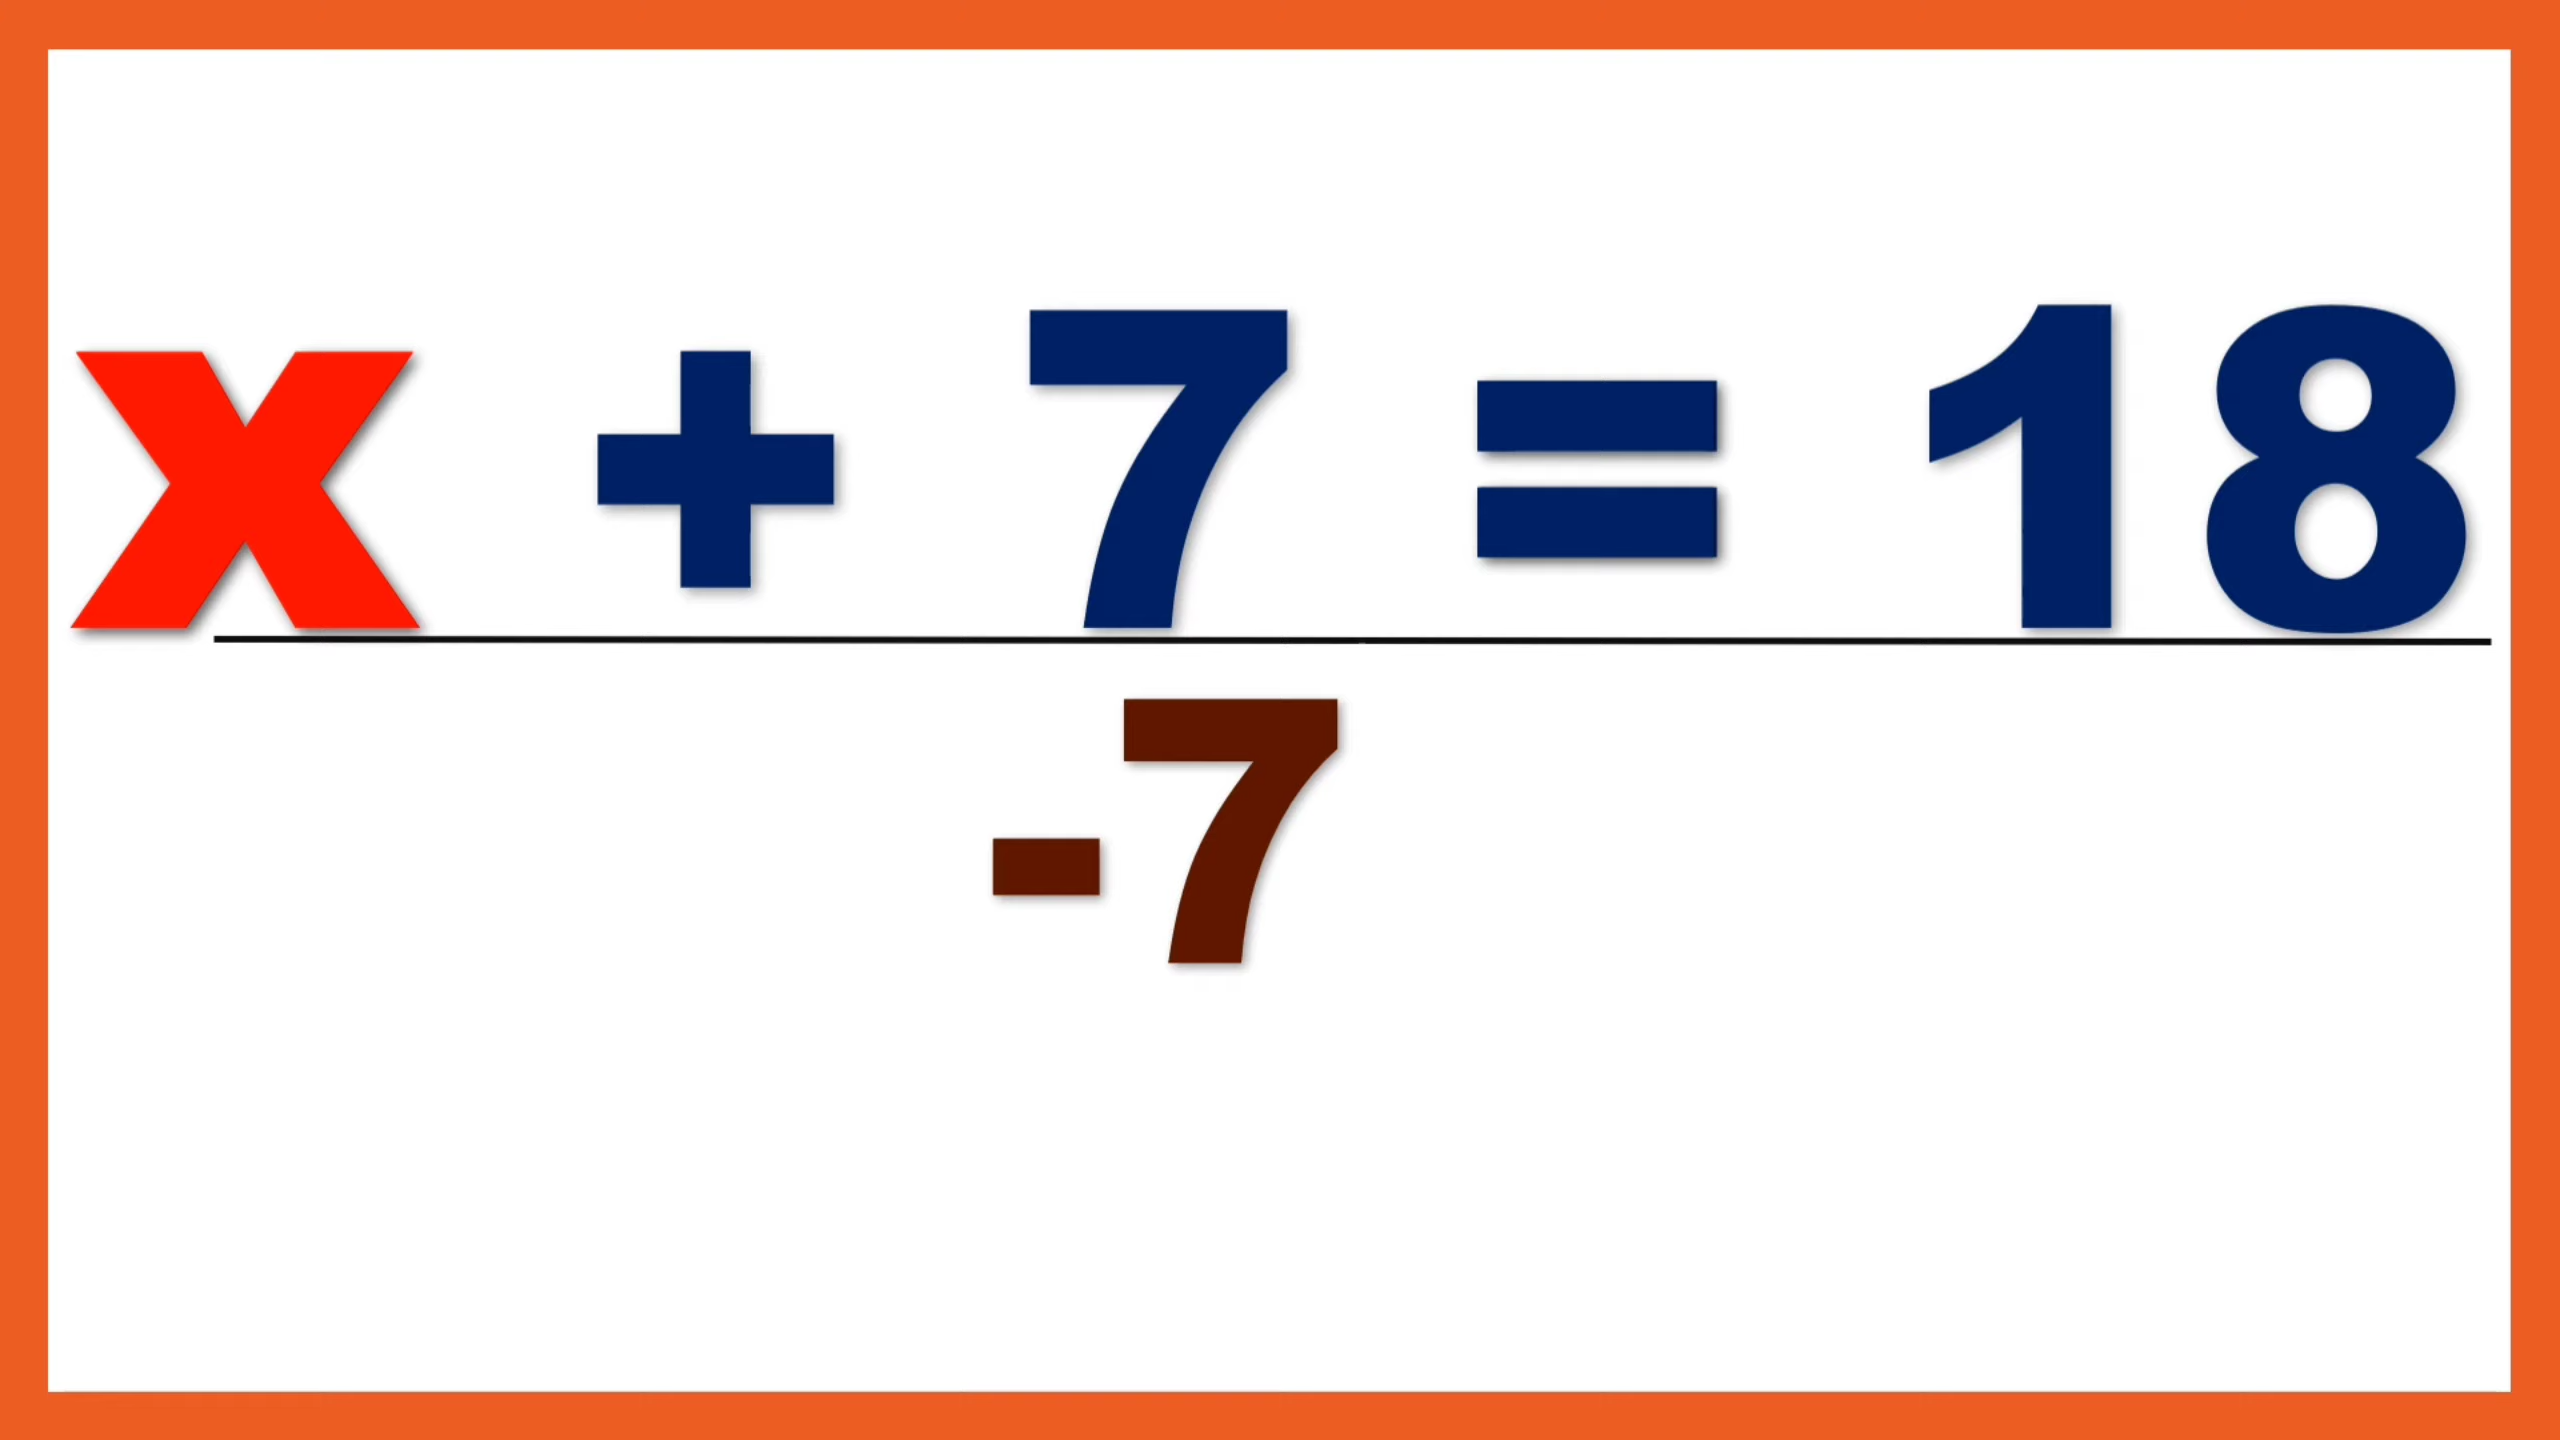 x + 7 = 18
-7